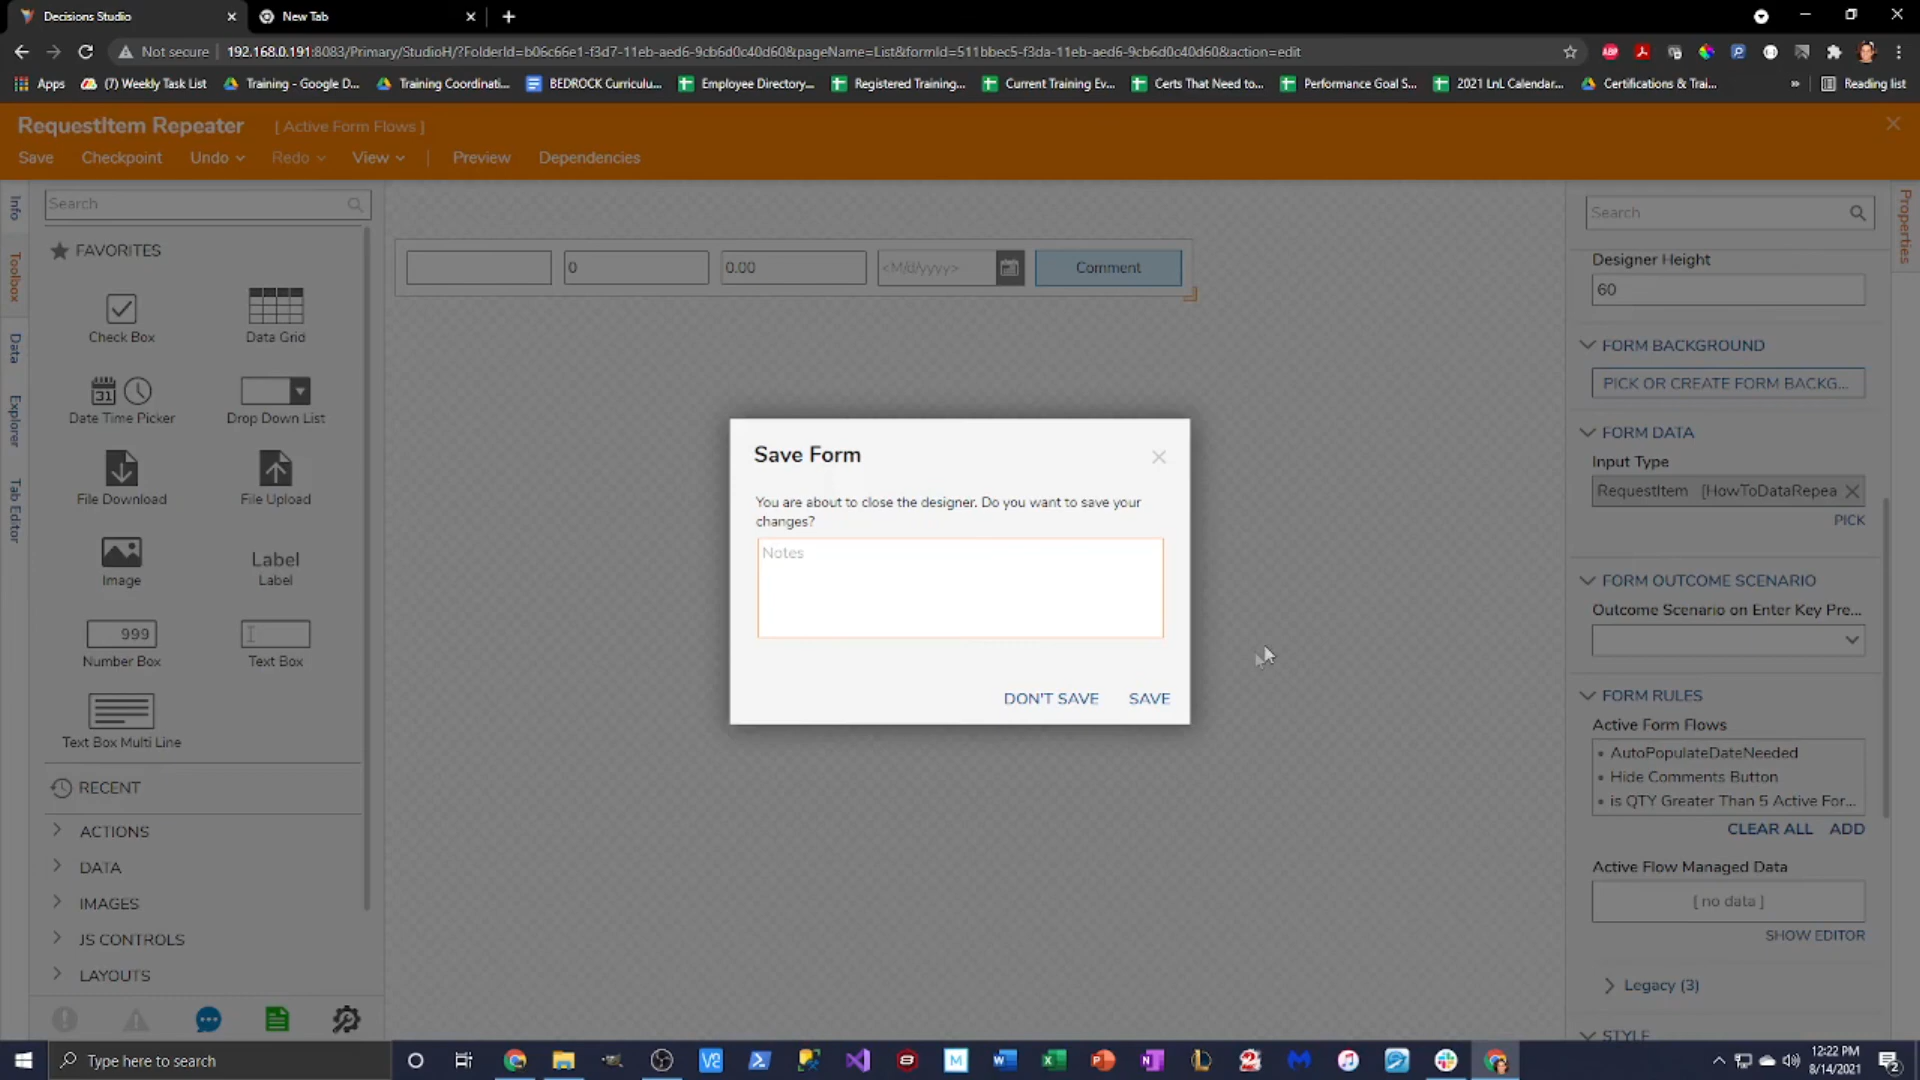 Decisions Studio
New Tab
Not secure
192.168.0.191:8083/Primary/StudioH/?FolderId=b06c66e1-f3d7-11eb-aed6-9cb6d0c40d60&pageName=List&formId=511bbec5-f3da-11eb-aed6-9cb6d0c40d60&action=edit
Apps
(7) Weekly Task List
Training - Google D...
Training Coordinati...
BEDROCK Curriculu...
Employee Directory...
Registered Training...
Current Training Ev...
Certs That Need to...
Performance Goal S...
2021 LnL Calendar...
Certifications & Trai...
»
Reading list
RequestItem Repeater
[ Active Form Flows ]
Save
Checkpoint
Undo
Redo
View
Preview
Dependencies
Info
Toolbox
Data
Explorer
Tab Editor
Search
FAVORITES
Check Box
Data Grid
31
Date Time Picker
Drop Down List
File Download
File Upload
Image
Label
Label
999
Number Box
Text Box
Text Box Multi Line
RECENT
ACTIONS
DATA
IMAGES
JS CONTROLS
LAYOUTS
0
0.00
<M/d/yyyy>
Comment
Save Form
You are about to close the designer. Do you want to save your
changes?
Notes
DON'T SAVE
SAVE
Properties
Search
Designer Height
60
FORM BACKGROUND
PICK OR CREATE FORM BACKG...
FORM DATA
Input Type
RequestItem [HowToDataRepea
PICK
FORM OUTCOME SCENARIO
Outcome Scenario on Enter Key Pre...
FORM RULES
Active Form Flows
AutoPopulateDateNeeded
Hide Comments Button
is QTY Greater Than 5 Active For...
CLEAR ALL
ADD
Active Flow Managed Data
[ no data ]
SHOW EDITOR
Legacy (3)
STYLE
Type here to search
12:22 PM
8/14/2021
2